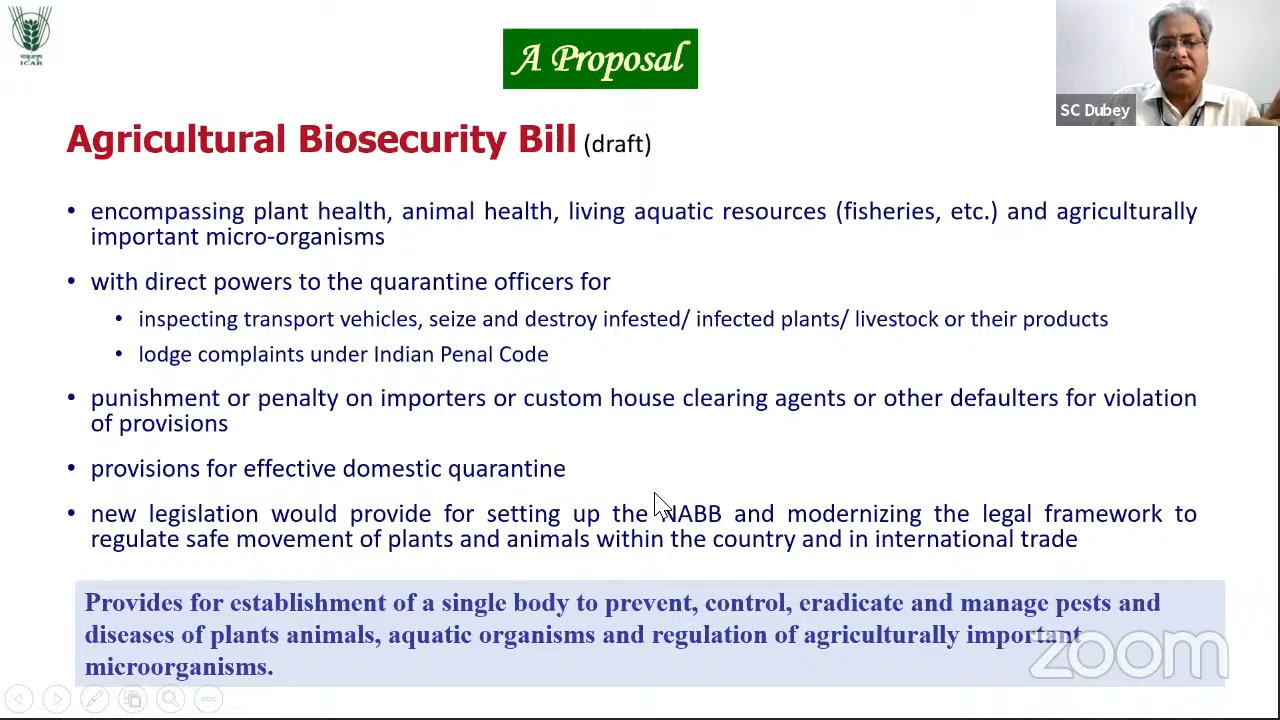 A Proposal
SC Dubey
ICAR
Agricultural Biosecurity Bill (draft)
• encompassing plant health, animal health, living aquatic resources (fisheries, etc.) and agriculturally
important micro-organisms
• with direct powers to the quarantine officers for
• inspecting transport vehicles, seize and destroy infested/ infected plants/ livestock or their products
• lodge complaints under Indian Penal Code
• punishment or penalty on importers or custom house clearing agents or other defaulters for violation
of provisions
• provisions for effective domestic quarantine
• new legislation would provide for setting up the NABB and modernizing the legal framework to
regulate safe movement of plants and animals within the country and in international trade
Provides for establishment of a single body to prevent, control, eradicate and manage pests and
diseases of plants animals, aquatic organisms and regulation of agriculturally important
microorganisms.
zoom